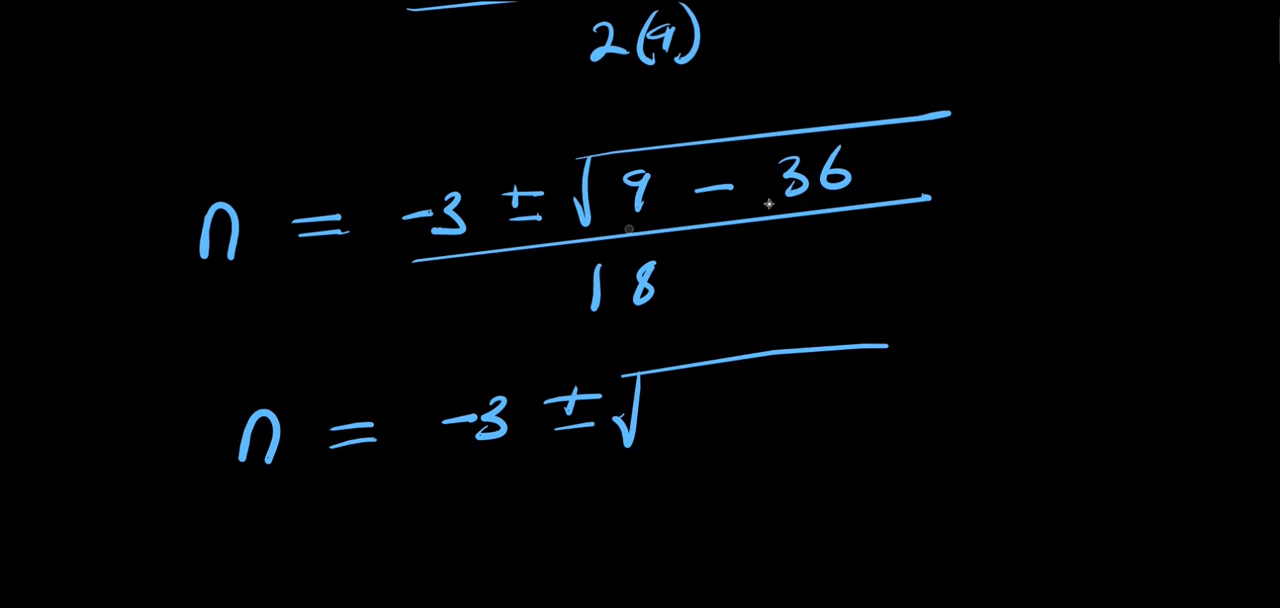 2(9)
n = -3 ± √9 - 36
18
n = -3 ± √